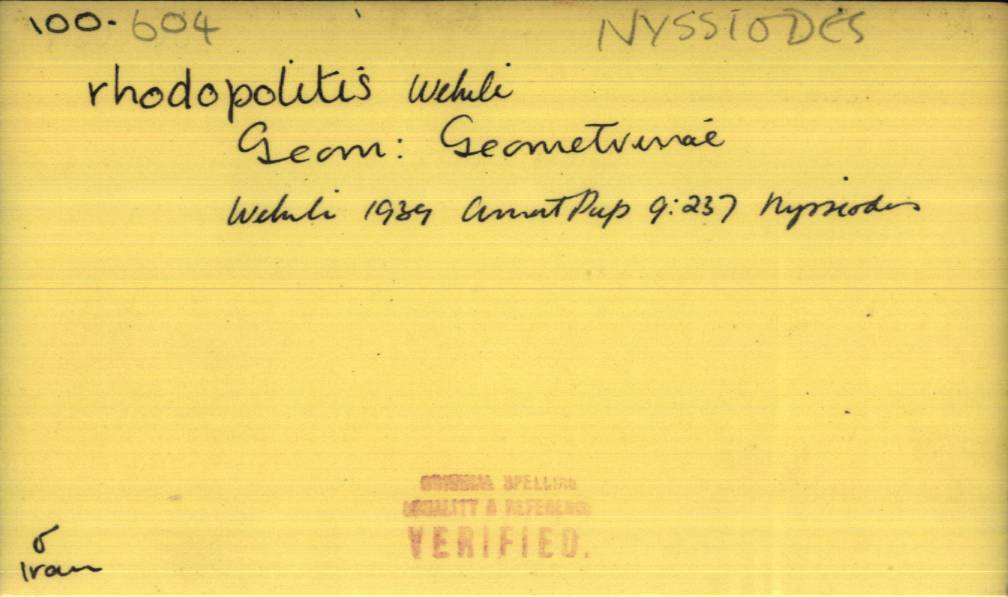 100-604 NYSSIODES
rhodopolitis Wehrli
Geom: Geometrinae
Wehrli 1939 Amat Pap 9:237 Nyssiodes
ORIGINAL SPELLING
LOCALITY & REFERENCE
VERIFIED.
Iran